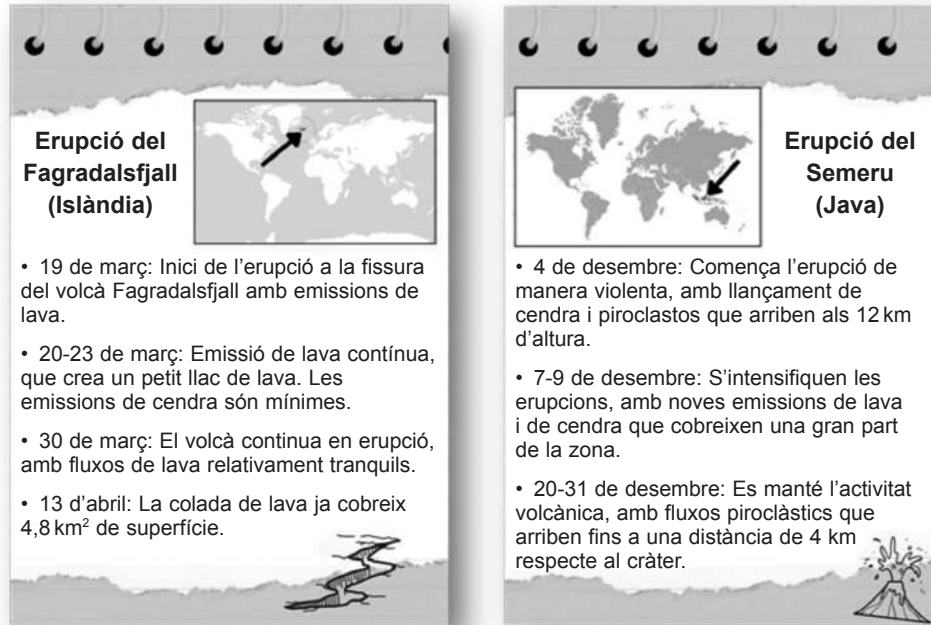 Erupció del
Fagradalsfjall
(Islàndia)
• 19 de març: Inici de l'erupció a la fissura
del volcà Fagradalsfjall amb emissions de
lava.
• 20-23 de març: Emissió de lava contínua,
que crea un petit llac de lava. Les
emissions de cendra són mínimes.
• 30 de març: El volcà continua en erupció,
amb fluxos de lava relativament tranquils.
• 13 d'abril: La colada de lava ja cobreix
4,8 km² de superfície.
Erupció del
Semeru
(Java)
• 4 de desembre: Comença l'erupció de
manera violenta, amb llançament de
cendra i piroclastos que arriben als 12 km
d'altura.
• 7-9 de desembre: S'intensifiquen les
erupcions, amb noves emissions de lava
i de cendra que cobreixen una gran part
de la zona.
• 20-31 de desembre: Es manté l'activitat
volcànica, amb fluxos piroclàstics que
arriben fins a una distància de 4 km
respecte al cràter.